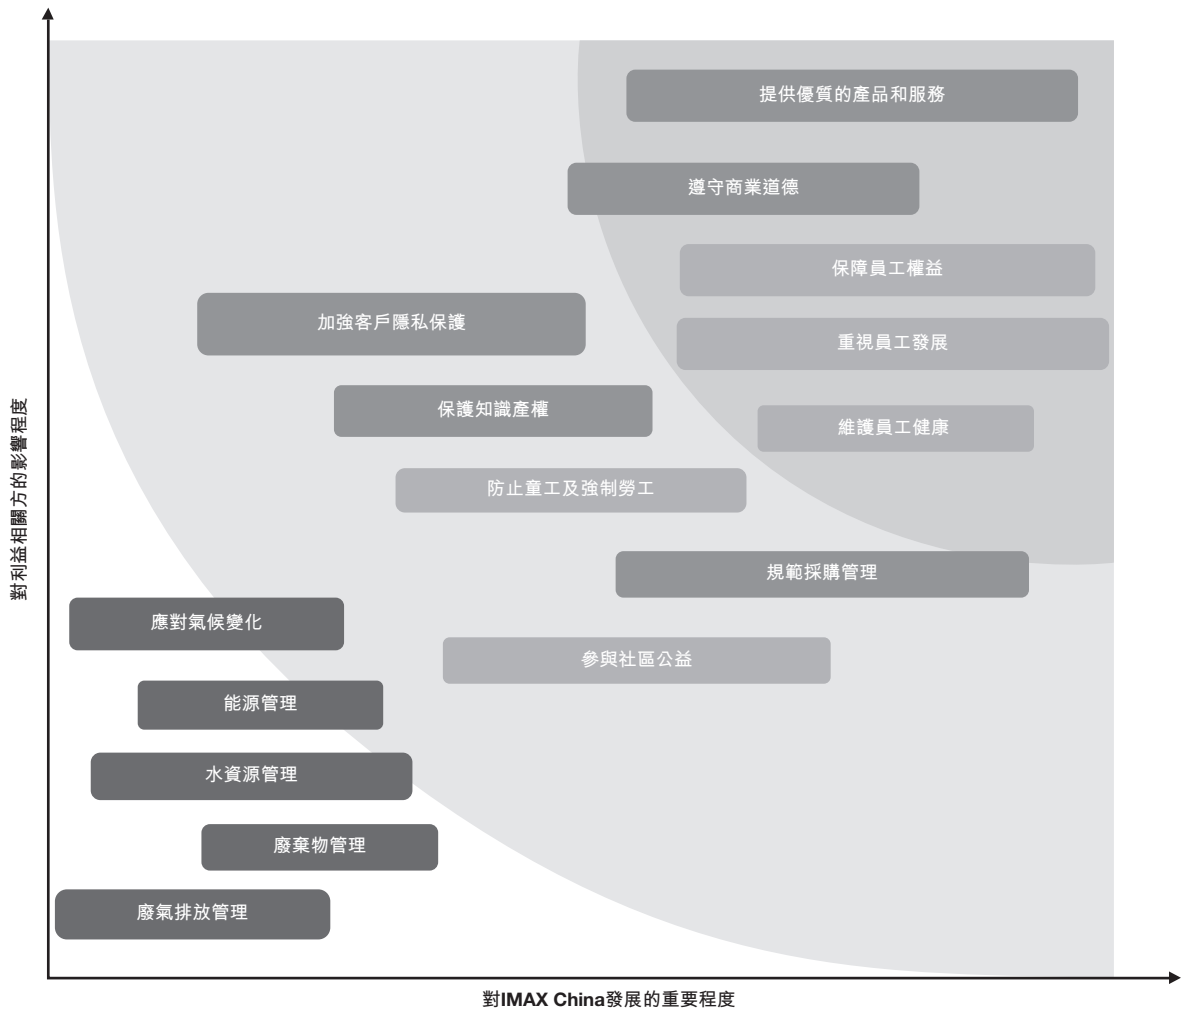 提供優質的產品和服務
遵守商業道德
保障員工權益
加強客戶隱私保護
重視員工發展
保護知識產權
維護員工健康
防止童工及強制勞工
規範採購管理
應對氣候變化
參與社區公益
能源管理
水資源管理
廢棄物管理
廢氣排放管理
對利益相關方的影響程度
對IMAX China發展的重要程度